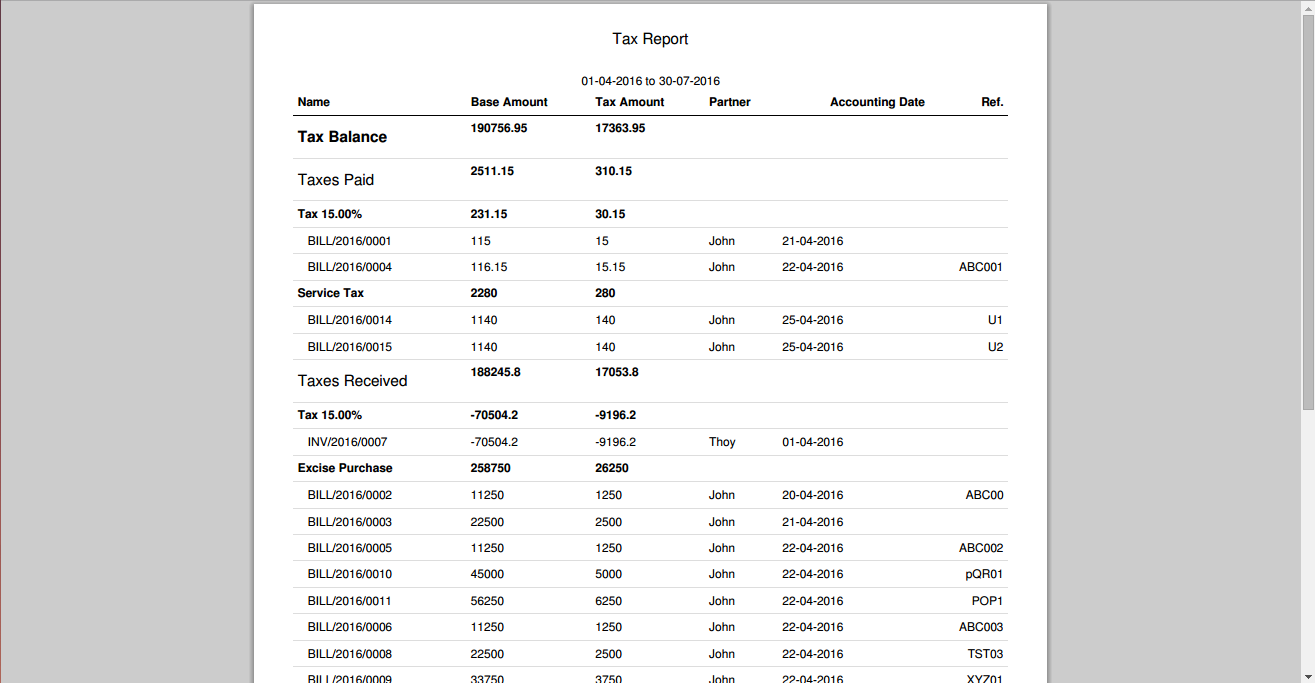 Tax Report
01-04-2016 to 30-07-2016
Name Base Amount Tax Amount Partner Accounting Date Ref.
Tax Balance 190756.95 17363.95
Taxes Paid 2511.15 310.15
Tax 15.00% 231.15 30.15
BILL/2016/0001 115 15 John 21-04-2016
BILL/2016/0004 116.15 15.15 John 22-04-2016 ABC001
Service Tax 2280 280
BILL/2016/0014 1140 140 John 25-04-2016 U1
BILL/2016/0015 1140 140 John 25-04-2016 U2
Taxes Received 188245.8 17053.8
Tax 15.00% -70504.2 -9196.2
INV/2016/0007 -70504.2 -9196.2 Thoy 01-04-2016
Excise Purchase 258750 26250
BILL/2016/0002 11250 1250 John 20-04-2016 ABC00
BILL/2016/0003 22500 2500 John 21-04-2016
BILL/2016/0005 11250 1250 John 22-04-2016 ABC002
BILL/2016/0010 45000 5000 John 22-04-2016 pQR01
BILL/2016/0011 56250 6250 John 22-04-2016 POP1
BILL/2016/0006 11250 1250 John 22-04-2016 ABC003
BILL/2016/0008 22500 2500 John 22-04-2016 TST03
BILL/2016/0009 33750 3750 John 22-04-2016 XYZ01